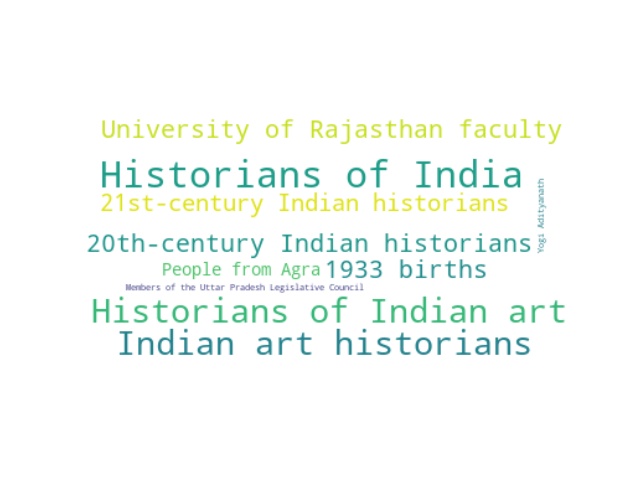 University of Rajasthan faculty
Historians of India
21st-century Indian historians
Yogi Adityanath
20th-century Indian historians
People from Agra
1933 births
Members of the Uttar Pradesh Legislative Council
Historians of Indian art
Indian art historians